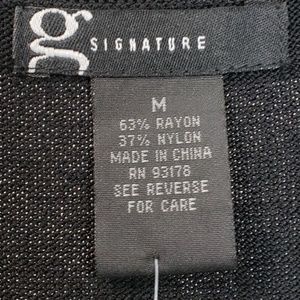 g SIGNATURE
M
63% RAYON
37% NYLON
MADE IN CHINA
RN 93178
SEE REVERSE
FOR CARE